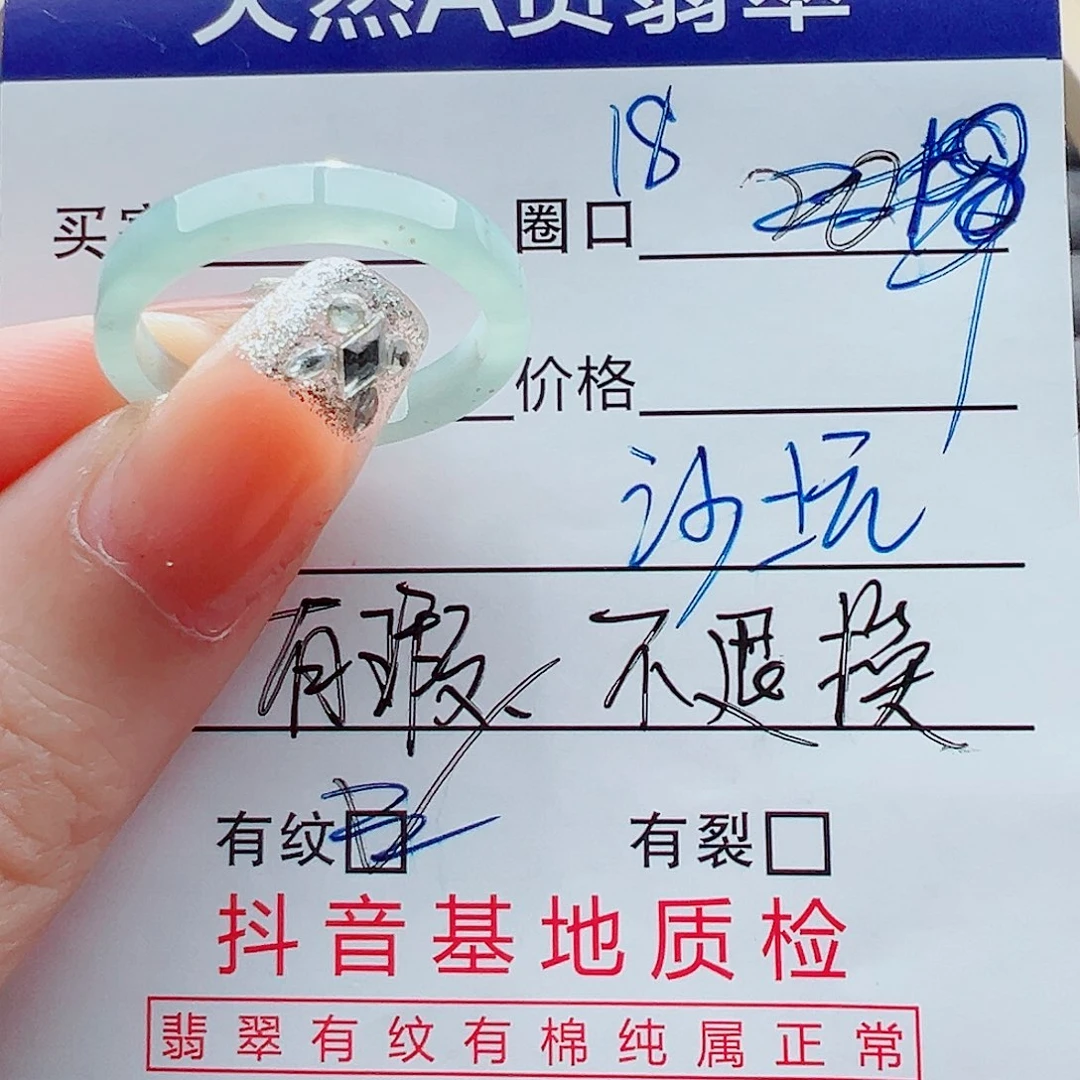 天然A货翡翠
18
买家 圈口
价格
沙坑
有瑕 不退换
有纹 有裂
抖音基地质检
翡翠有纹有棉纯属正常